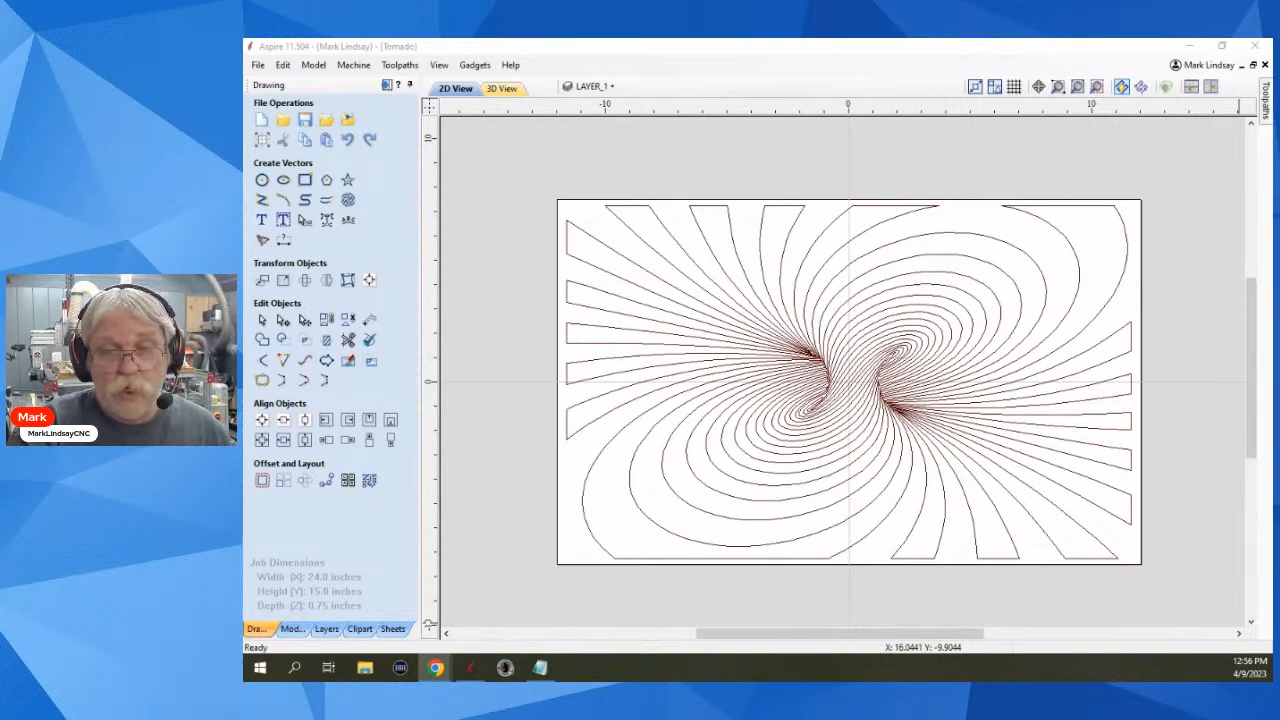 Aspire 11.504 - {Mark Lindsay} - [Tornado]
File Edit Model Machine Toolpaths View Gadgets Help
Mark Lindsay
Drawing
2D View 3D View LAYER_1
Toolpaths
File Operations
-10 0 10
10
Create Vectors
Transform Objects
Edit Objects
0
Mark
MarkLindsayCNC
Align Objects
Offset and Layout
Job Dimensions
Width (X): 24.0 inches
Height (Y): 15.0 inches
Depth (Z): 0.75 inches
Dra... Mod... Layers Clipart Sheets
Ready
X: 16.0441 Y: -9.9044
12:56 PM
4/9/2023